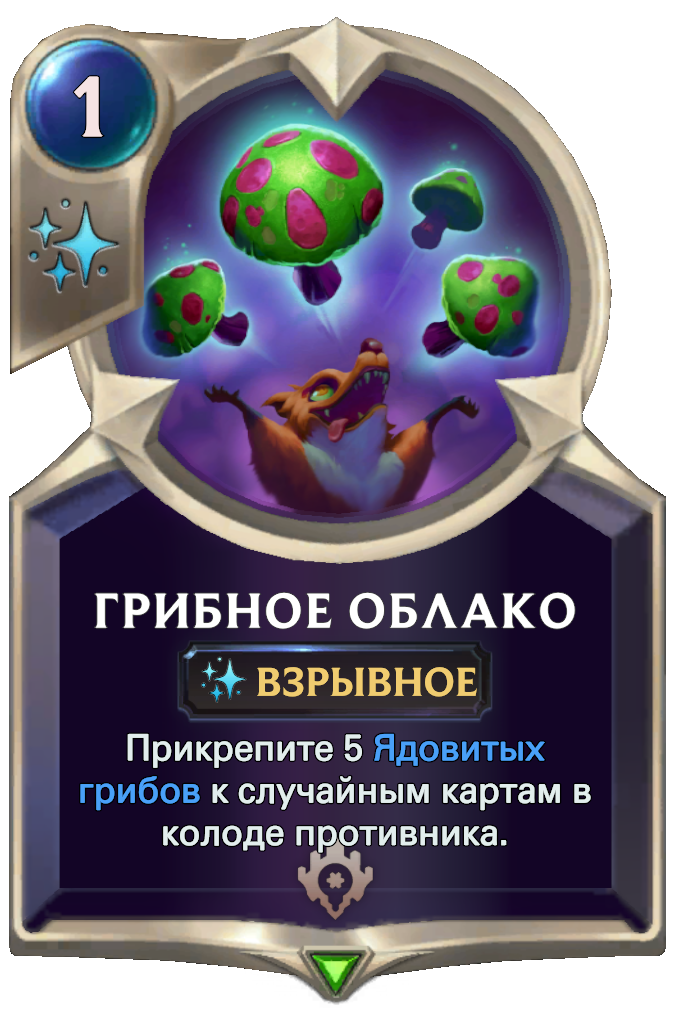 1
ГРИБНОЕ ОБЛАКО
ВЗРЫВНОЕ
Прикрепите 5 Ядовитых
грибов к случайным картам в
колоде противника.